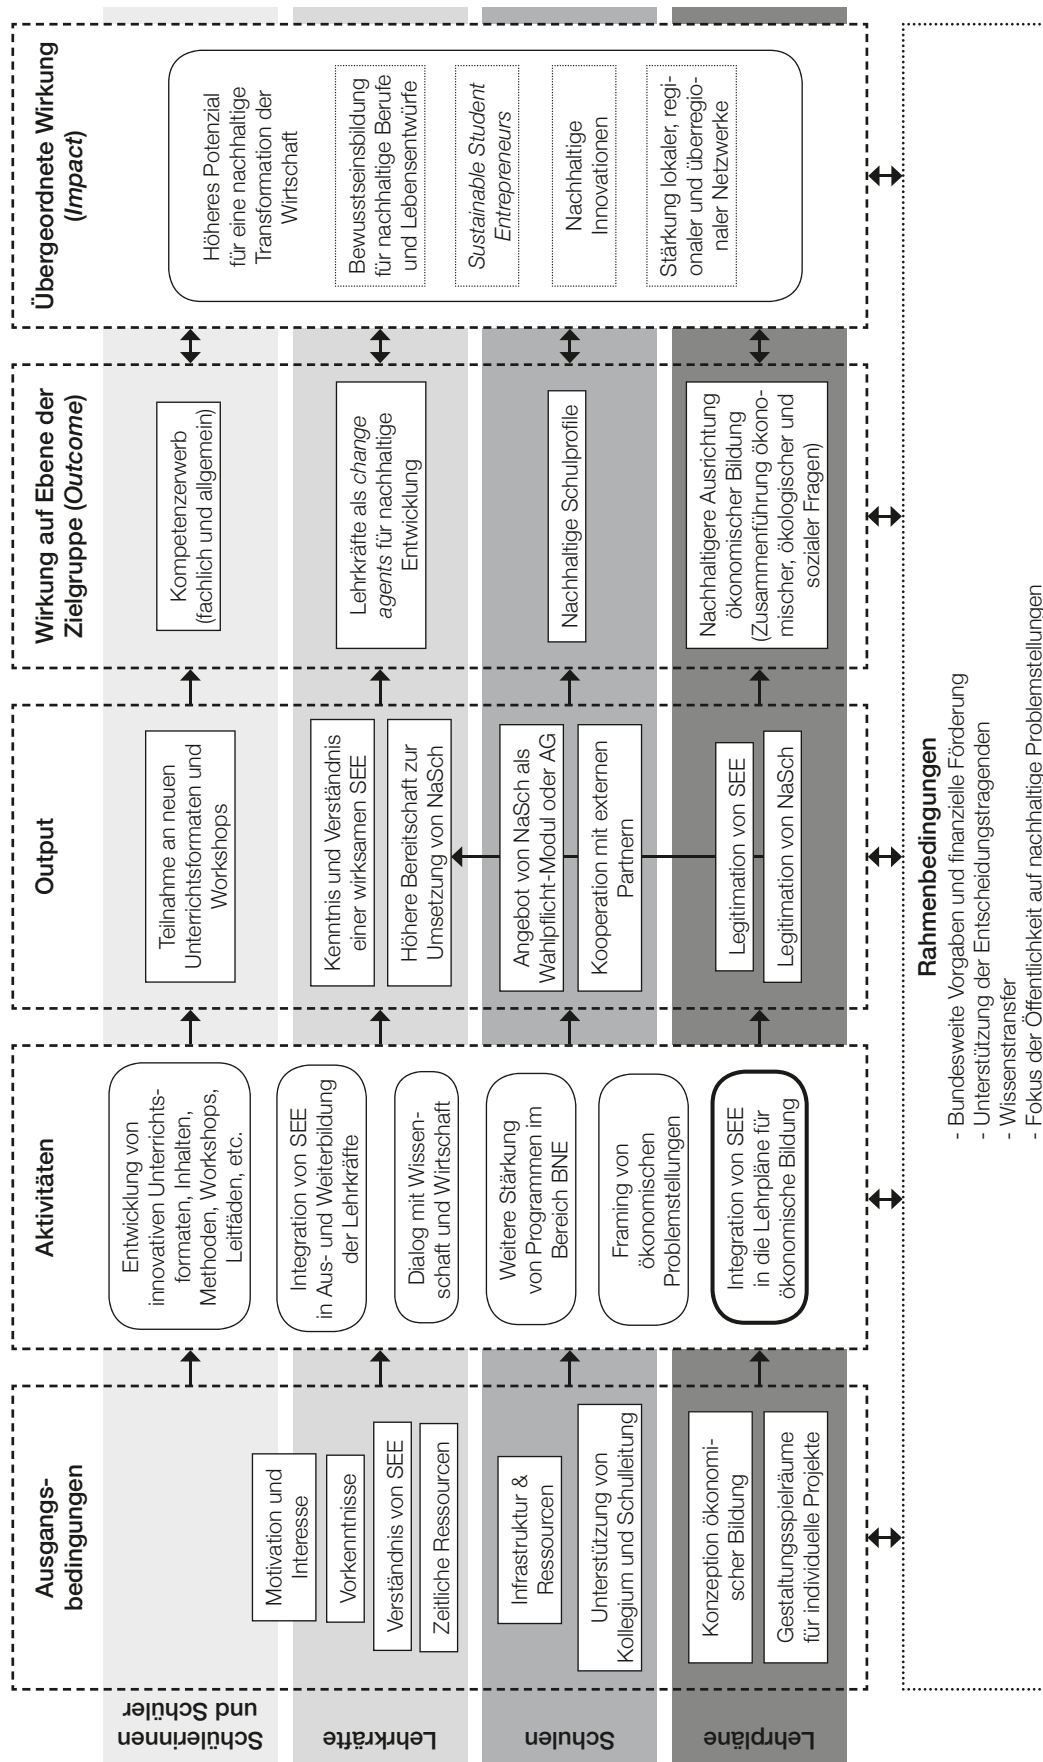 Schülerinnen
und Schüler
Lehrkräfte
Schulen
Lehrpläne
Ausgangs-
bedingungen
Motivation und
Interesse
Vorkenntnisse
Verständnis von SEE
Zeitliche Ressourcen
Infrastruktur &
Ressourcen
Unterstützung von
Kollegium und Schulleitung
Konzeption ökonomi-
scher Bildung
Gestaltungsspielräume
für individuelle Projekte
Aktivitäten
Entwicklung von
innovativen Unterrichts-
formaten, Inhalten,
Methoden, Workshops,
Leitfäden, etc.
Integration von SEE
in Aus- und Weiterbildung
der Lehrkräfte
Dialog mit Wissen-
schaft und Wirtschaft
Weitere Stärkung
von Programmen im
Bereich BNE
Framing von
ökonomischen
Problemstellungen
Integration von SEE
in die Lehrpläne für
ökonomische Bildung
Output
Teilnahme an neuen
Unterrichtsformaten und
Workshops
Kenntnis und Verständnis
einer wirksamen SEE
Höhere Bereitschaft zur
Umsetzung von NaSch
Angebot von NaSch als
Wahlpflicht-Modul oder AG
Kooperation mit externen
Partnern
Legitimation von SEE
Legitimation von NaSch
Wirkung auf Ebene der
Zielgruppe (Outcome)
Kompetenzerwerb
(fachlich und allgemein)
Lehrkräfte als change
agents für nachhaltige
Entwicklung
Nachhaltige Schulprofile
Nachhaltigere Ausrichtung
ökonomischer Bildung
(Zusammenführung ökono-
mischer, ökologischer und
sozialer Fragen)
Übergeordnete Wirkung
(Impact)
Höheres Potenzial
für eine nachhaltige
Transformation der
Wirtschaft
Bewusstseinsbildung
für nachhaltige Berufe
und Lebensentwürfe
Sustainable Student
Entrepreneurs
Nachhaltige
Innovationen
Stärkung lokaler, regi-
onaler und überregio-
naler Netzwerke
Rahmenbedingungen
- Bundesweite Vorgaben und finanzielle Förderung
- Unterstützung der Entscheidungstragenden
- Wissenstransfer
- Fokus der Öffentlichkeit auf nachhaltige Problemstellungen